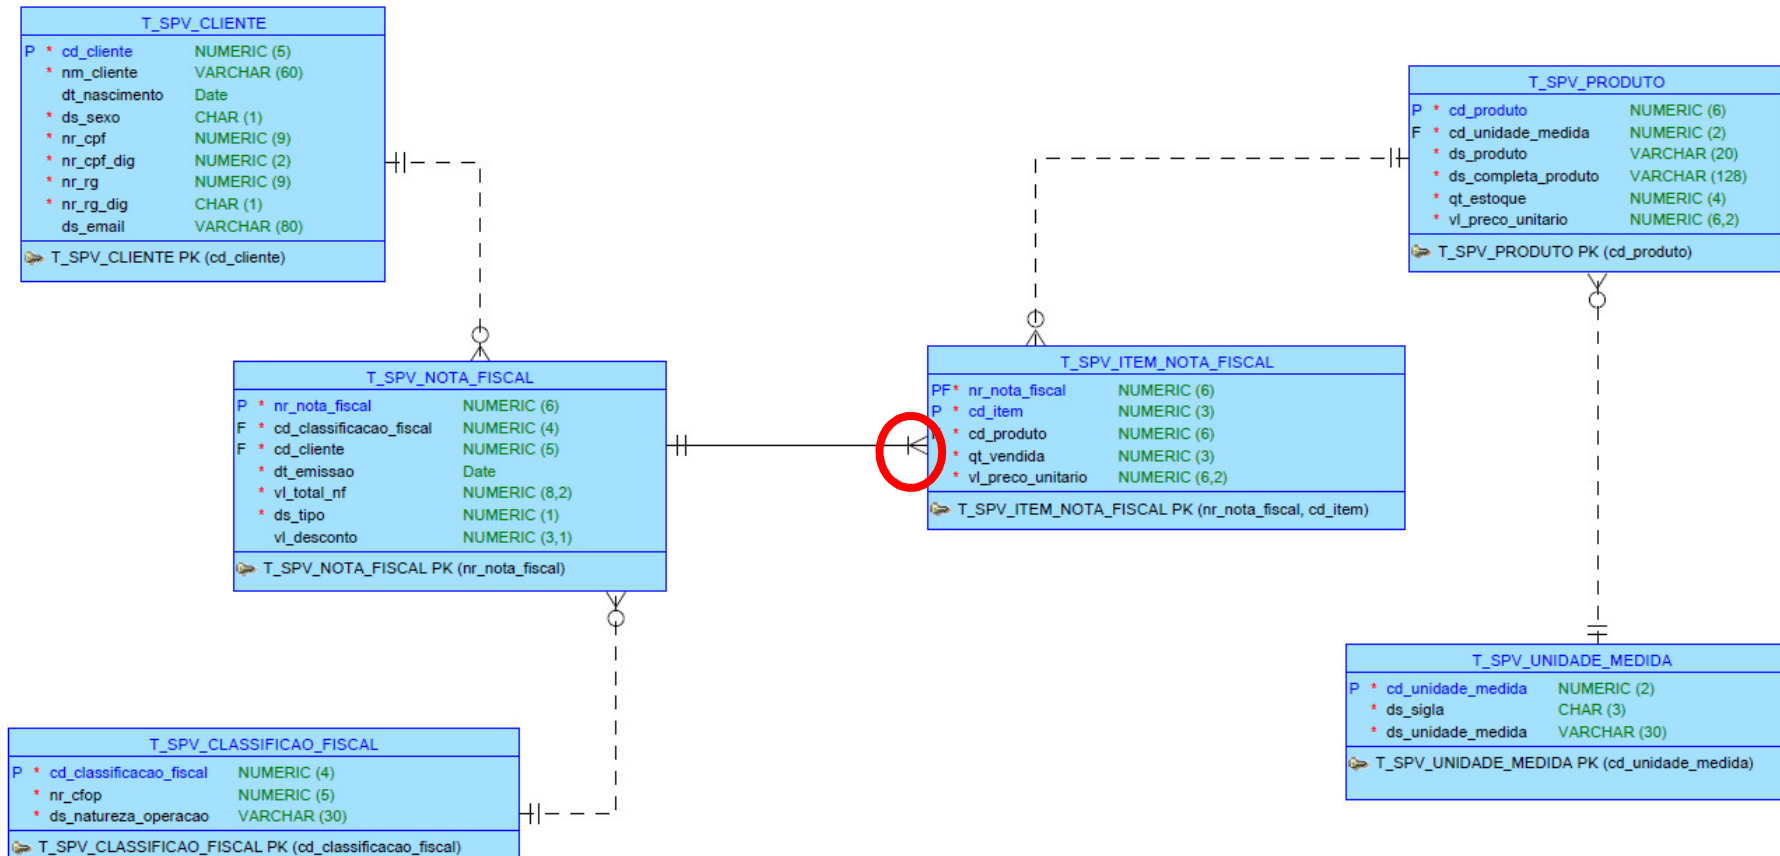 T_SPV_CLIENTE
P * cd_cliente NUMERIC (5)
* nm_cliente VARCHAR (60)
dt_nascimento Date
* ds_sexo CHAR (1)
* nr_cpf NUMERIC (9)
* nr_cpf_dig NUMERIC (2)
* nr_rg NUMERIC (9)
* nr_rg_dig CHAR (1)
ds_email VARCHAR (80)
T_SPV_CLIENTE PK (cd_cliente)
T_SPV_PRODUTO
P * cd_produto NUMERIC (6)
F * cd_unidade_medida NUMERIC (2)
* ds_produto VARCHAR (20)
* ds_completa_produto VARCHAR (128)
* qt_estoque NUMERIC (4)
* vl_preco_unitario NUMERIC (6,2)
T_SPV_PRODUTO PK (cd_produto)
T_SPV_NOTA_FISCAL
P * nr_nota_fiscal NUMERIC (6)
F * cd_classificacao_fiscal NUMERIC (4)
F * cd_cliente NUMERIC (5)
* dt_emissao Date
* vl_total_nf NUMERIC (8,2)
* ds_tipo NUMERIC (1)
vl_desconto NUMERIC (3,1)
T_SPV_NOTA_FISCAL PK (nr_nota_fiscal)
T_SPV_ITEM_NOTA_FISCAL
PF* nr_nota_fiscal NUMERIC (6)
P * cd_item NUMERIC (3)
* cd_produto NUMERIC (6)
* qt_vendida NUMERIC (3)
* vl_preco_unitario NUMERIC (6,2)
T_SPV_ITEM_NOTA_FISCAL PK (nr_nota_fiscal, cd_item)
T_SPV_UNIDADE_MEDIDA
P * cd_unidade_medida NUMERIC (2)
* ds_sigla CHAR (3)
* ds_unidade_medida VARCHAR (30)
T_SPV_UNIDADE_MEDIDA PK (cd_unidade_medida)
T_SPV_CLASSIFICAO_FISCAL
P * cd_classificacao_fiscal NUMERIC (4)
* nr_cfop NUMERIC (5)
* ds_natureza_operacao VARCHAR (30)
T_SPV_CLASSIFICAO_FISCAL PK (cd_classificacao_fiscal)